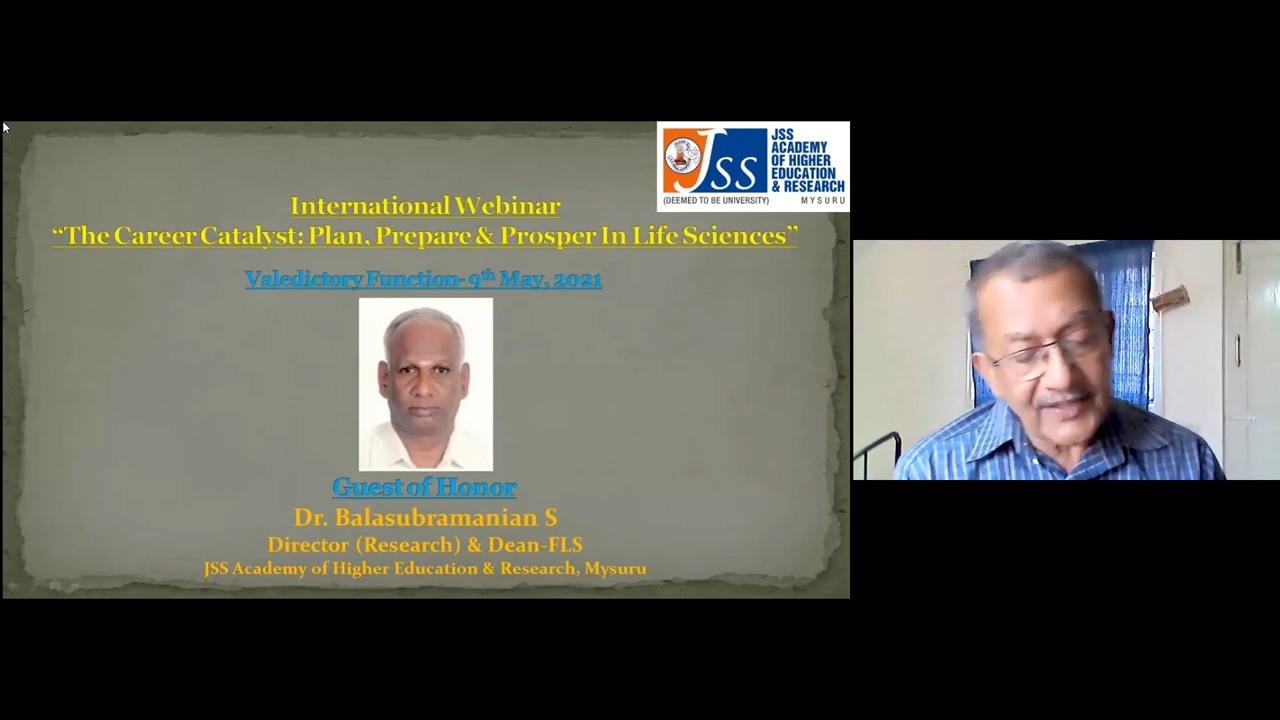 JSS
JSS
ACADEMY
OF HIGHER
EDUCATION
& RESEARCH
(DEEMED TO BE UNIVERSITY) MYSURU
International Webinar
“The Career Catalyst: Plan, Prepare & Prosper In Life Sciences”
Valedictory Function- 9th May, 2021
Guest of Honor
Dr. Balasubramanian S
Director (Research) & Dean-FLS
JSS Academy of Higher Education & Research, Mysuru